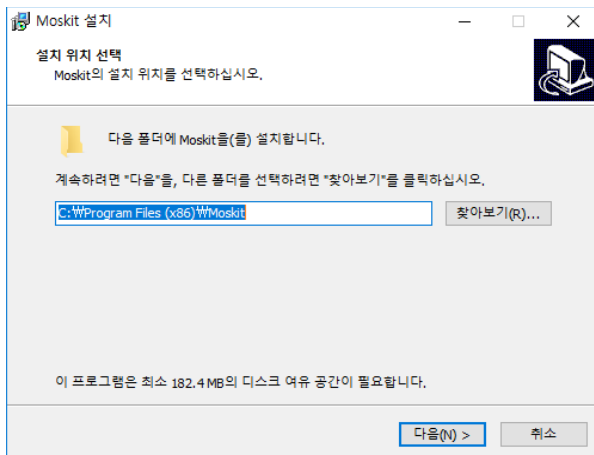 Moskit 설치
설치 위치 선택
Moskit의 설치 위치를 선택하십시오.
다음 폴더에 Moskit을(를) 설치합니다.
계속하려면 "다음"을, 다른 폴더를 선택하려면 "찾아보기"를 클릭하십시오.
C:₩Program Files (x86)₩Moskit
찾아보기(R)...
이 프로그램은 최소 182.4 MB의 디스크 여유 공간이 필요합니다.
다음(N) >
취소